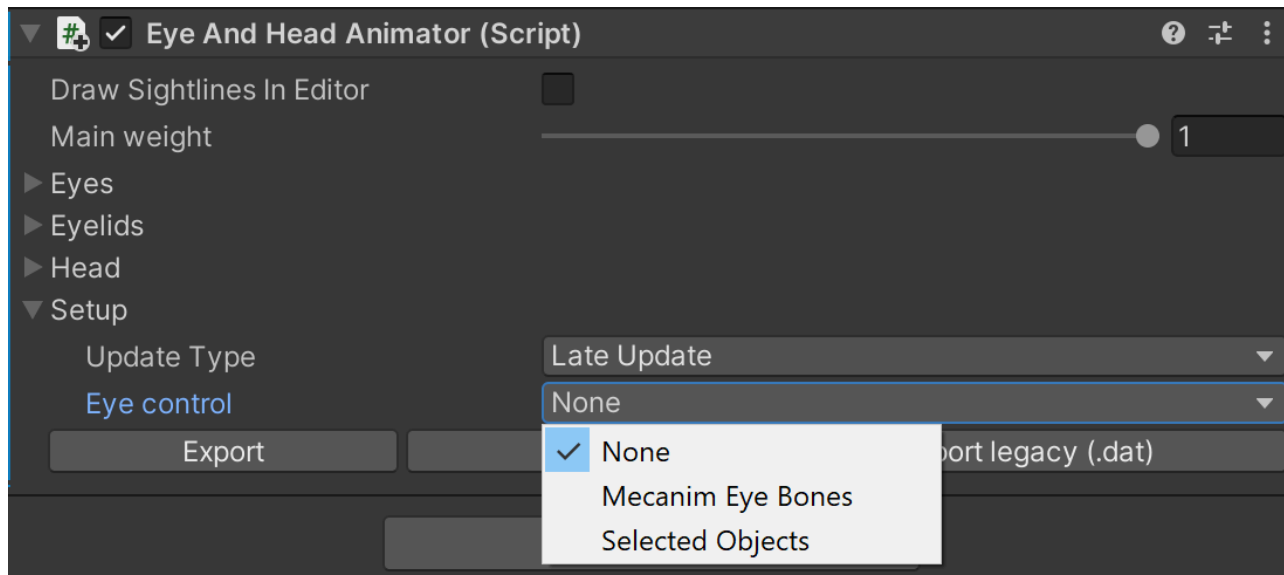 Eye And Head Animator (Script)
Draw Sightlines In Editor
Main weight 1
Eyes
Eyelids
Head
Setup
Update Type Late Update
Eye control None
Export legacy (.dat)
None
Mecanim Eye Bones
Selected Objects